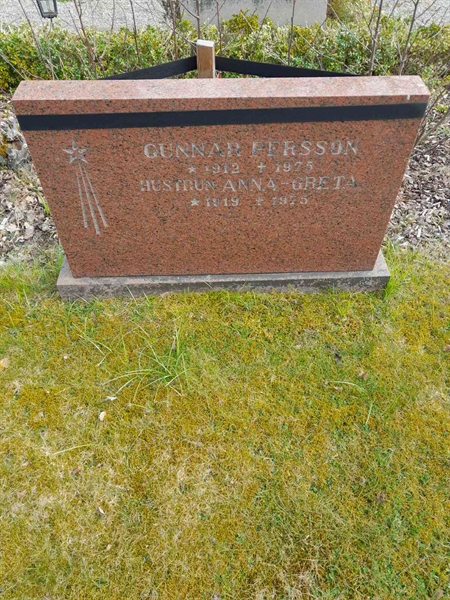 GUNNAR PERSSON
★ 1912 ✝ 1975
HUSTRUN ANNA-GRETA
★ 1919 ✝ 1975